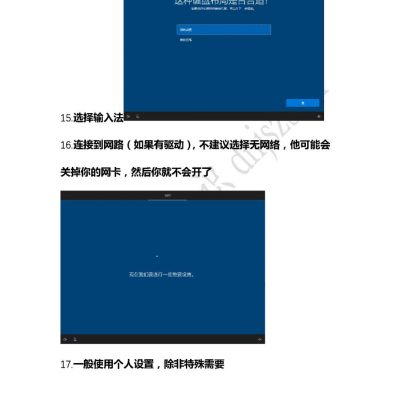 这种键盘布局是否合适?
15.选择输入法
16.连接到网路（如果有驱动），不建议选择无网络，他可能会
关掉你的网卡，然后你就不会开了
现在我们该进行一些重要设置。
17.一般使用个人设置，除非特殊需要